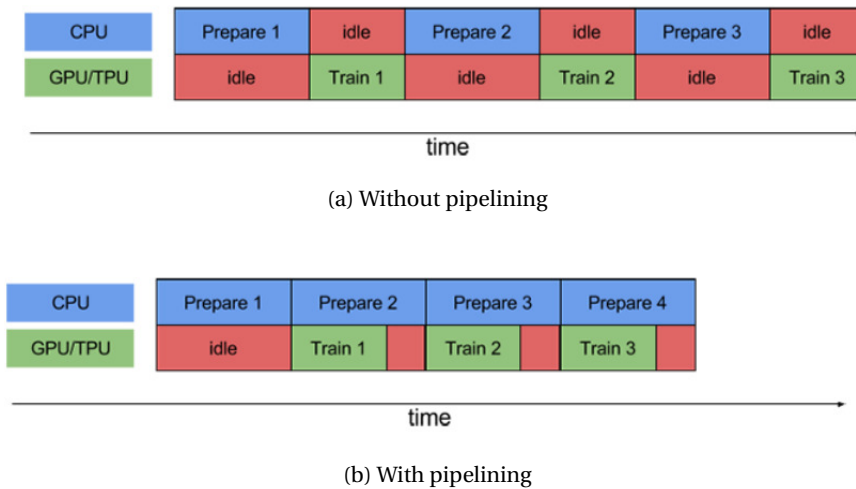 CPU Prepare 1 idle Prepare 2 idle Prepare 3 idle
GPU/TPU idle Train 1 idle Train 2 idle Train 3
time
(a) Without pipelining
CPU Prepare 1 Prepare 2 Prepare 3 Prepare 4
GPU/TPU idle Train 1 Train 2 Train 3
time
(b) With pipelining